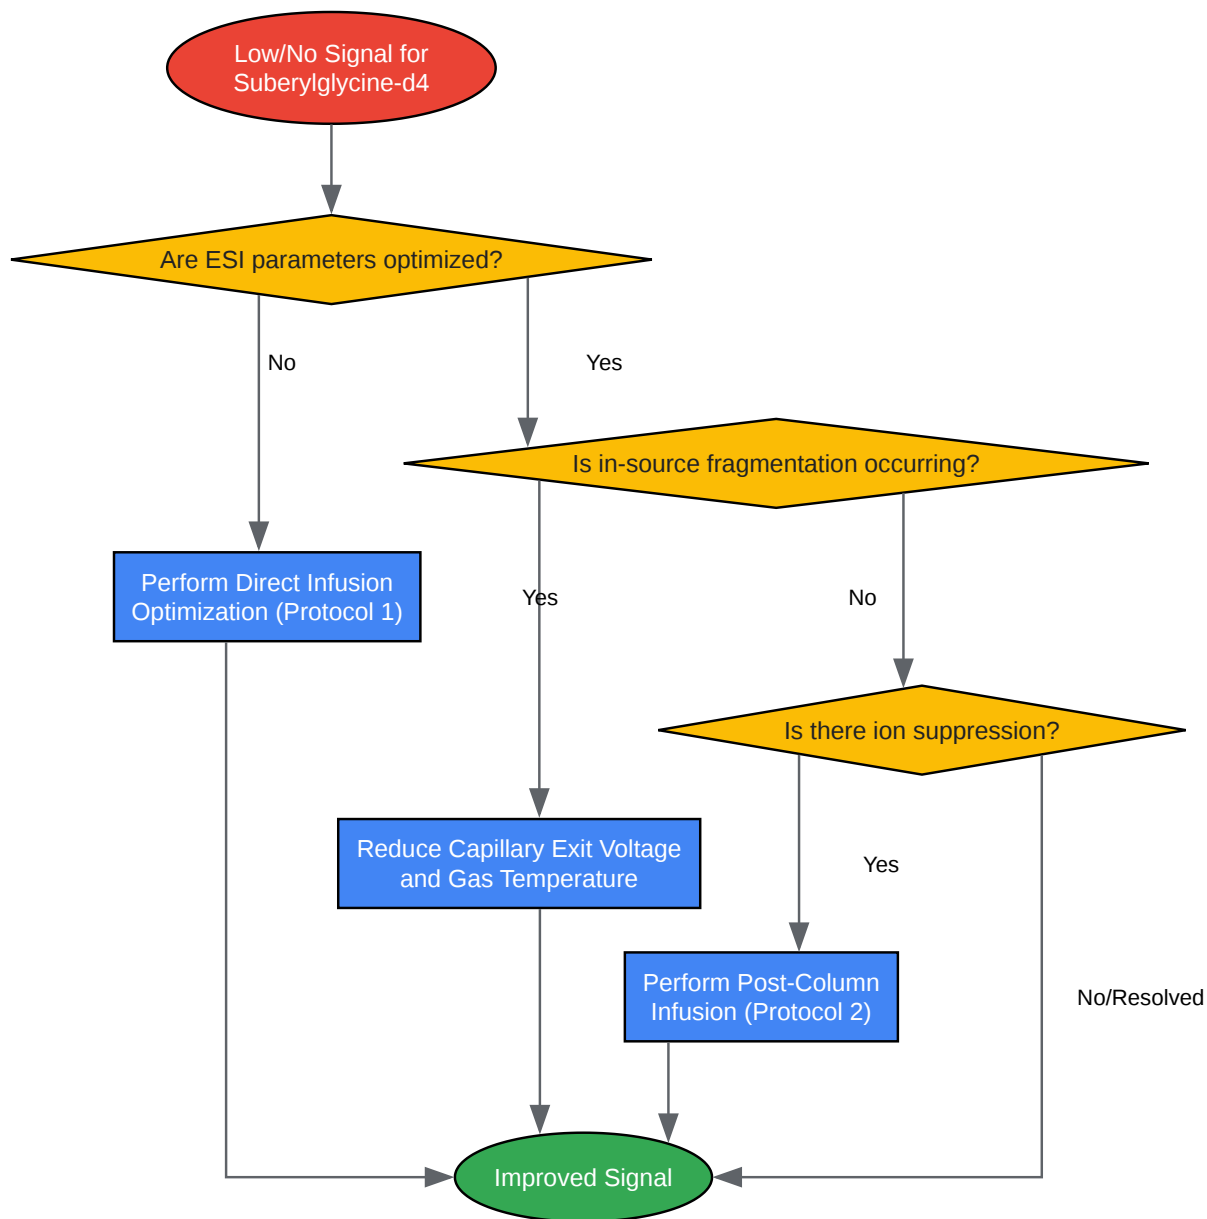 Low/No Signal for
Suberylglycine-d4
Are ESI parameters optimized?
No
Yes
Is in-source fragmentation occurring?
Perform Direct Infusion
Optimization (Protocol 1)
Yes
No
Is there ion suppression?
Reduce Capillary Exit Voltage
and Gas Temperature
Yes
Perform Post-Column
Infusion (Protocol 2)
No/Resolved
Improved Signal